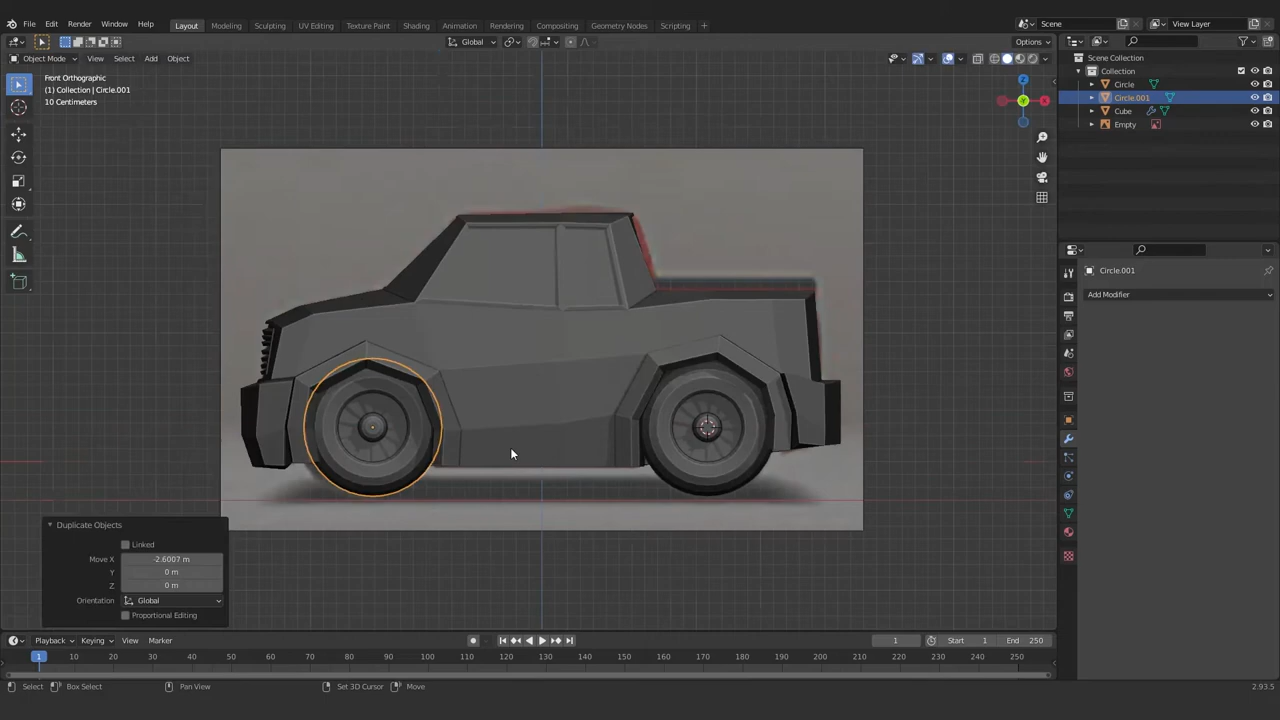 File Edit Render Window Help
Layout Modeling Sculpting UV Editing Texture Paint Shading Animation Rendering Compositing Geometry Nodes Scripting +
Scene
View Layer
Global
Options
Object Mode View Select Add Object
Front Orthographic
(1) Collection | Circle.001
10 Centimeters
Z
Y
X
Scene Collection
Collection
Circle
Circle.001
Cube
Empty
Circle.001
Add Modifier
Duplicate Objects
Linked
Move X -2.6007 m
Y 0 m
Z 0 m
Orientation Global
Proportional Editing
Playback Keying View Marker
1 Start 1 End 250
1 10 20 30 40 50 60 70 80 90 100 110 120 130 140 150 160 170 180 190 200 210 220 230 240 250
Select Box Select Pan View Set 3D Cursor Move 2.93.5